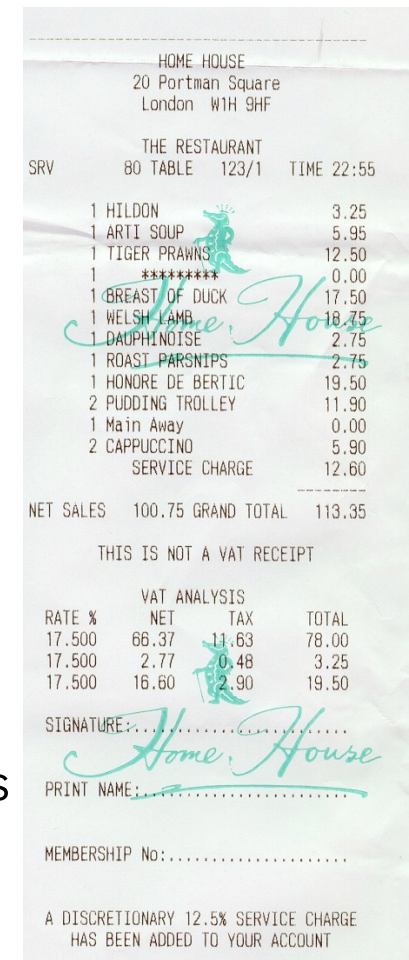 HOME HOUSE
20 Portman Square
London W1H 9HF
THE RESTAURANT
SRV 80 TABLE 123/1 TIME 22:55
1 HILDON 3.25
1 ARTI SOUP 5.95
1 TIGER PRAWNS 12.50
1 ********* 0.00
1 BREAST OF DUCK 17.50
1 WELSH LAMB 18.75
1 DAUPHINOISE 2.75
1 ROAST PARSNIPS 2.75
1 HONORE DE BERTIC 19.50
2 PUDDING TROLLEY 11.90
1 Main Away 0.00
2 CAPPUCCINO 5.90
SERVICE CHARGE 12.60
NET SALES 100.75 GRAND TOTAL 113.35
THIS IS NOT A VAT RECEIPT
VAT ANALYSIS
RATE % NET TAX TOTAL
17.500 66.37 11.63 78.00
17.500 2.77 0.48 3.25
17.500 16.60 2.90 19.50
SIGNATURE:..........................
PRINT NAME:.........................
MEMBERSHIP No:......................
A DISCRETIONARY 12.5% SERVICE CHARGE
HAS BEEN ADDED TO YOUR ACCOUNT
Home House
Home House
s